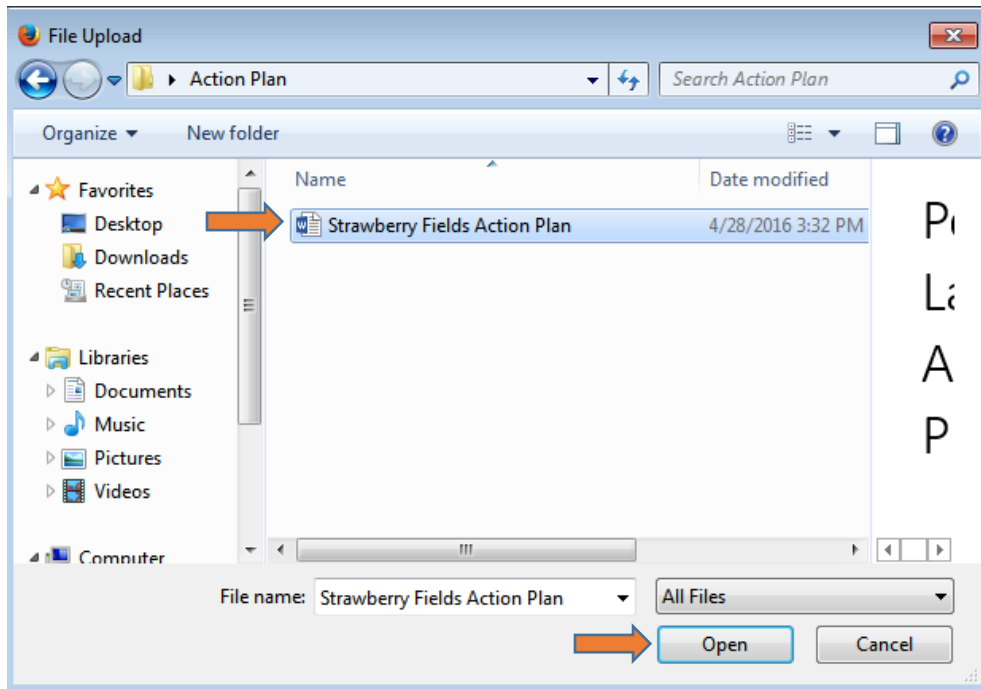 File Upload
Action Plan
Search Action Plan
Organize
New folder
Name
Date modified
Favorites
Desktop
Downloads
Recent Places
Libraries
Documents
Music
Pictures
Videos
Computer
Strawberry Fields Action Plan 4/28/2016 3:32 PM
A
P
File name: Strawberry Fields Action Plan
All Files
Open
Cancel